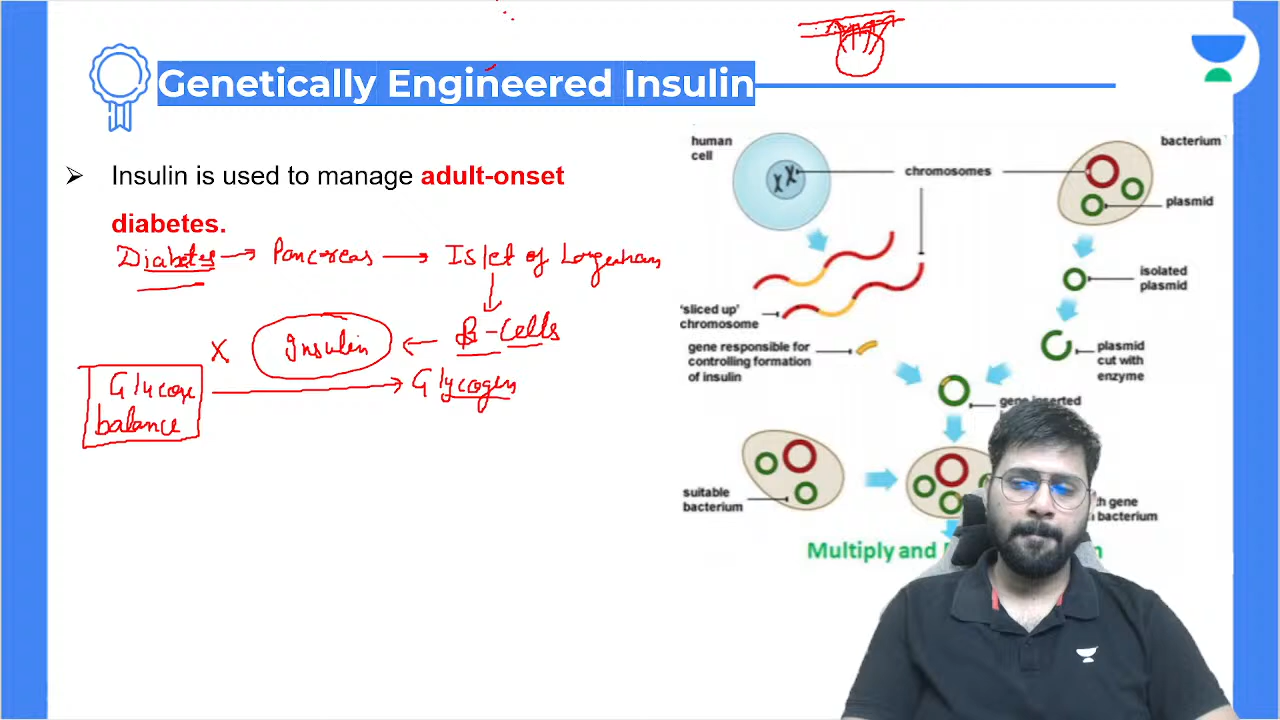 Genetically Engineered Insulin
➢ Insulin is used to manage adult-onset
diabetes.
Diabetes → Pancreas → Islet of Langerhans
B-Cells
Insulin
X
Glucose
balance
Glycogen
human
cell
chromosomes
bacterium
plasmid
isolated
plasmid
'sliced up'
chromosome
gene responsible for
controlling formation
of insulin
plasmid
cut with
enzyme
gene inserted
suitable
bacterium
gene
bacterium
Multiply and